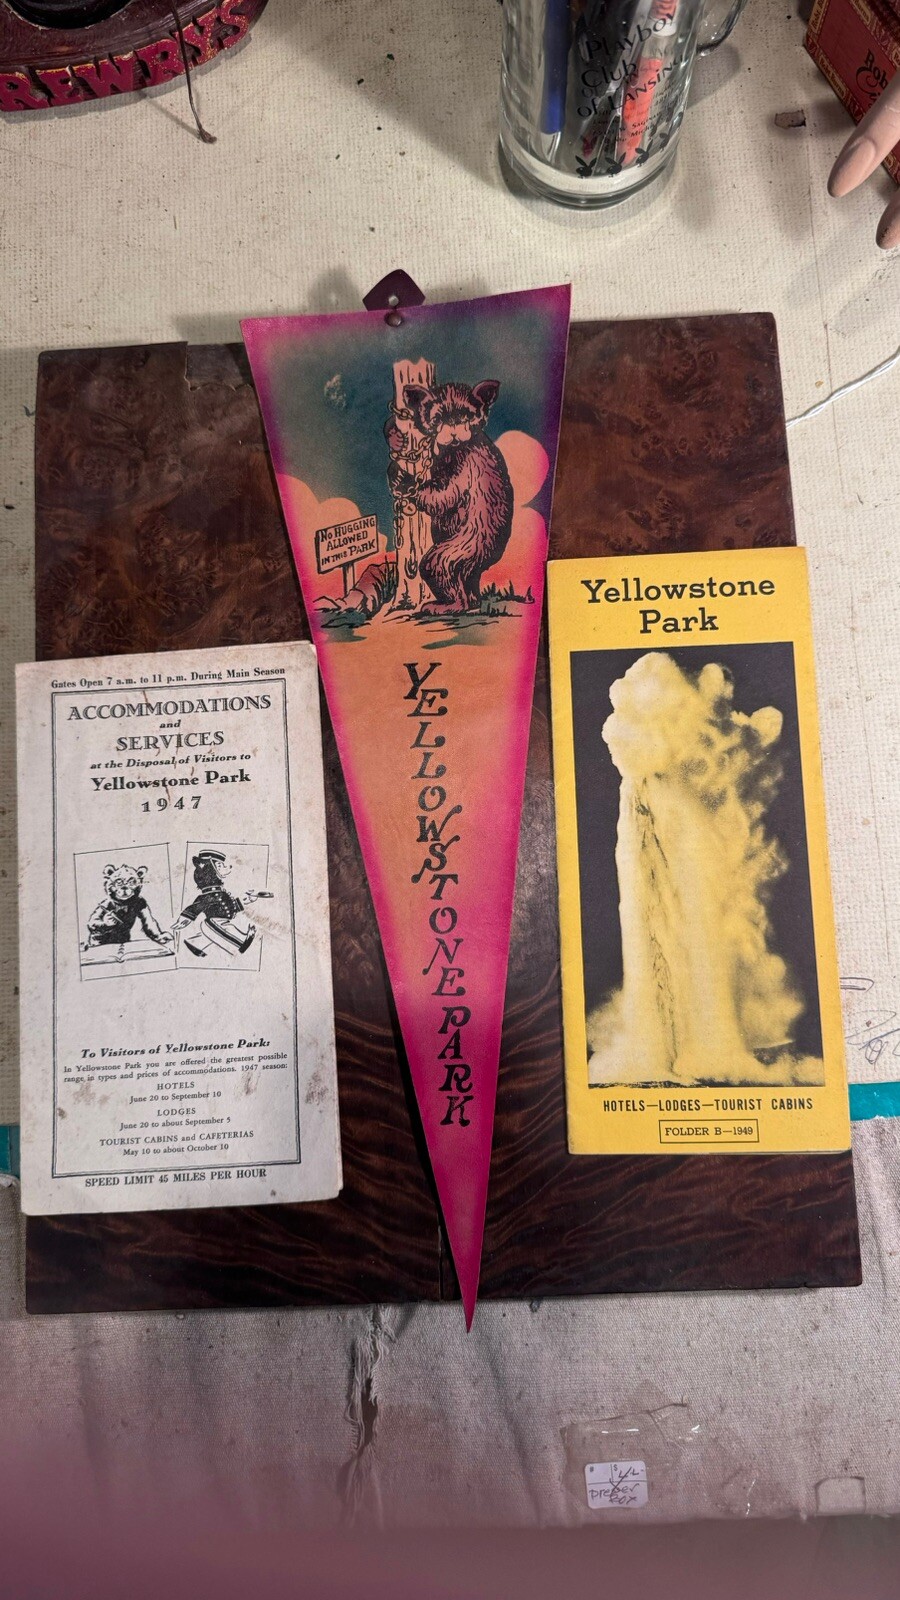 REWRYS
Playboy
Club
of Lansing
Rob
No Hugging
Allowed
in this Park
YELLOWSTONE PARK
Gates Open 7 a.m. to 11 p.m. During Main Season
ACCOMMODATIONS
and
SERVICES
at the Disposal of Visitors to
Yellowstone Park
1947
To Visitors of Yellowstone Park:
In Yellowstone Park you are offered the greatest possible
range in types and prices of accommodations. 1947 season:
HOTELS
June 20 to September 10
LODGES
June 20 to about September 5
TOURIST CABINS and CAFETERIAS
May 10 to about October 10
SPEED LIMIT 45 MILES PER HOUR
Yellowstone
Park
HOTELS—LODGES—TOURIST CABINS
FOLDER B—1949